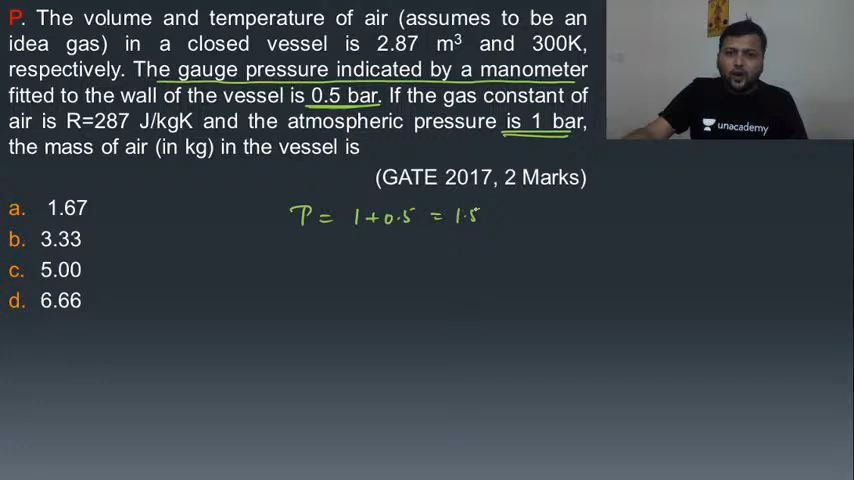 P. The volume and temperature of air (assumes to be an
idea gas) in a closed vessel is 2.87 m³ and 300K,
respectively. The gauge pressure indicated by a manometer
fitted to the wall of the vessel is 0.5 bar. If the gas constant of
air is R=287 J/kgK and the atmospheric pressure is 1 bar,
the mass of air (in kg) in the vessel is
(GATE 2017, 2 Marks)
a. 1.67
b. 3.33
c. 5.00
d. 6.66
P = 1+0.5 = 1.5
unacademy